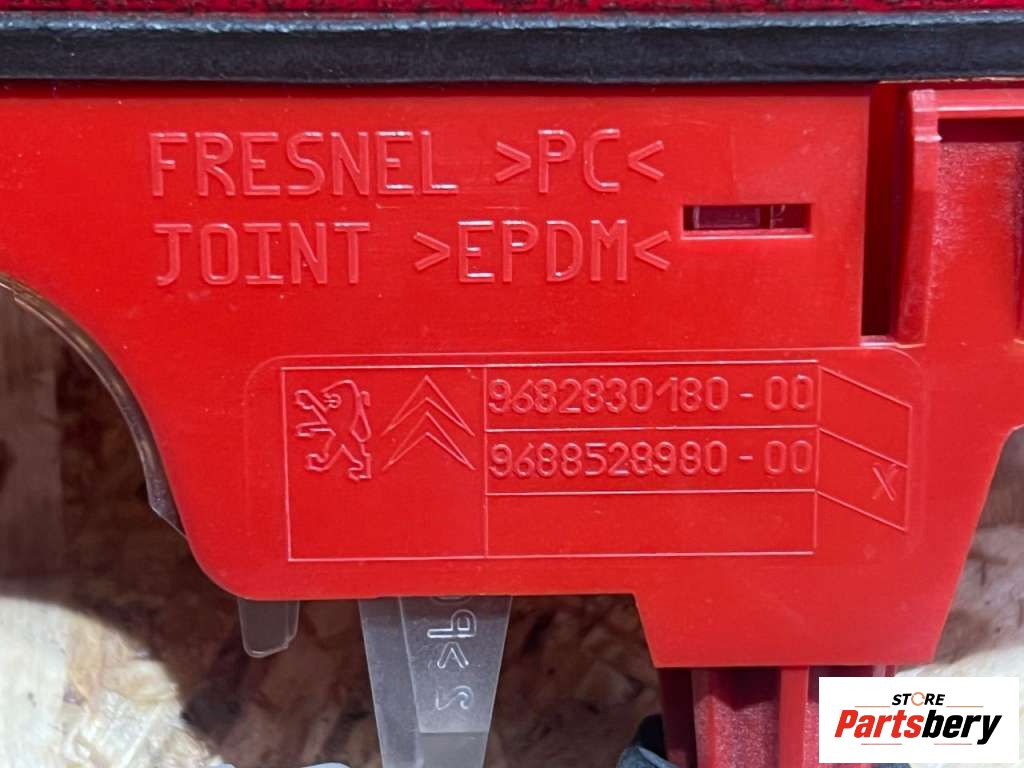 FRESNEL >PC<
JOINT >EPDM<
9682830180-00
9688528980-00
X
STORE
Partsbery